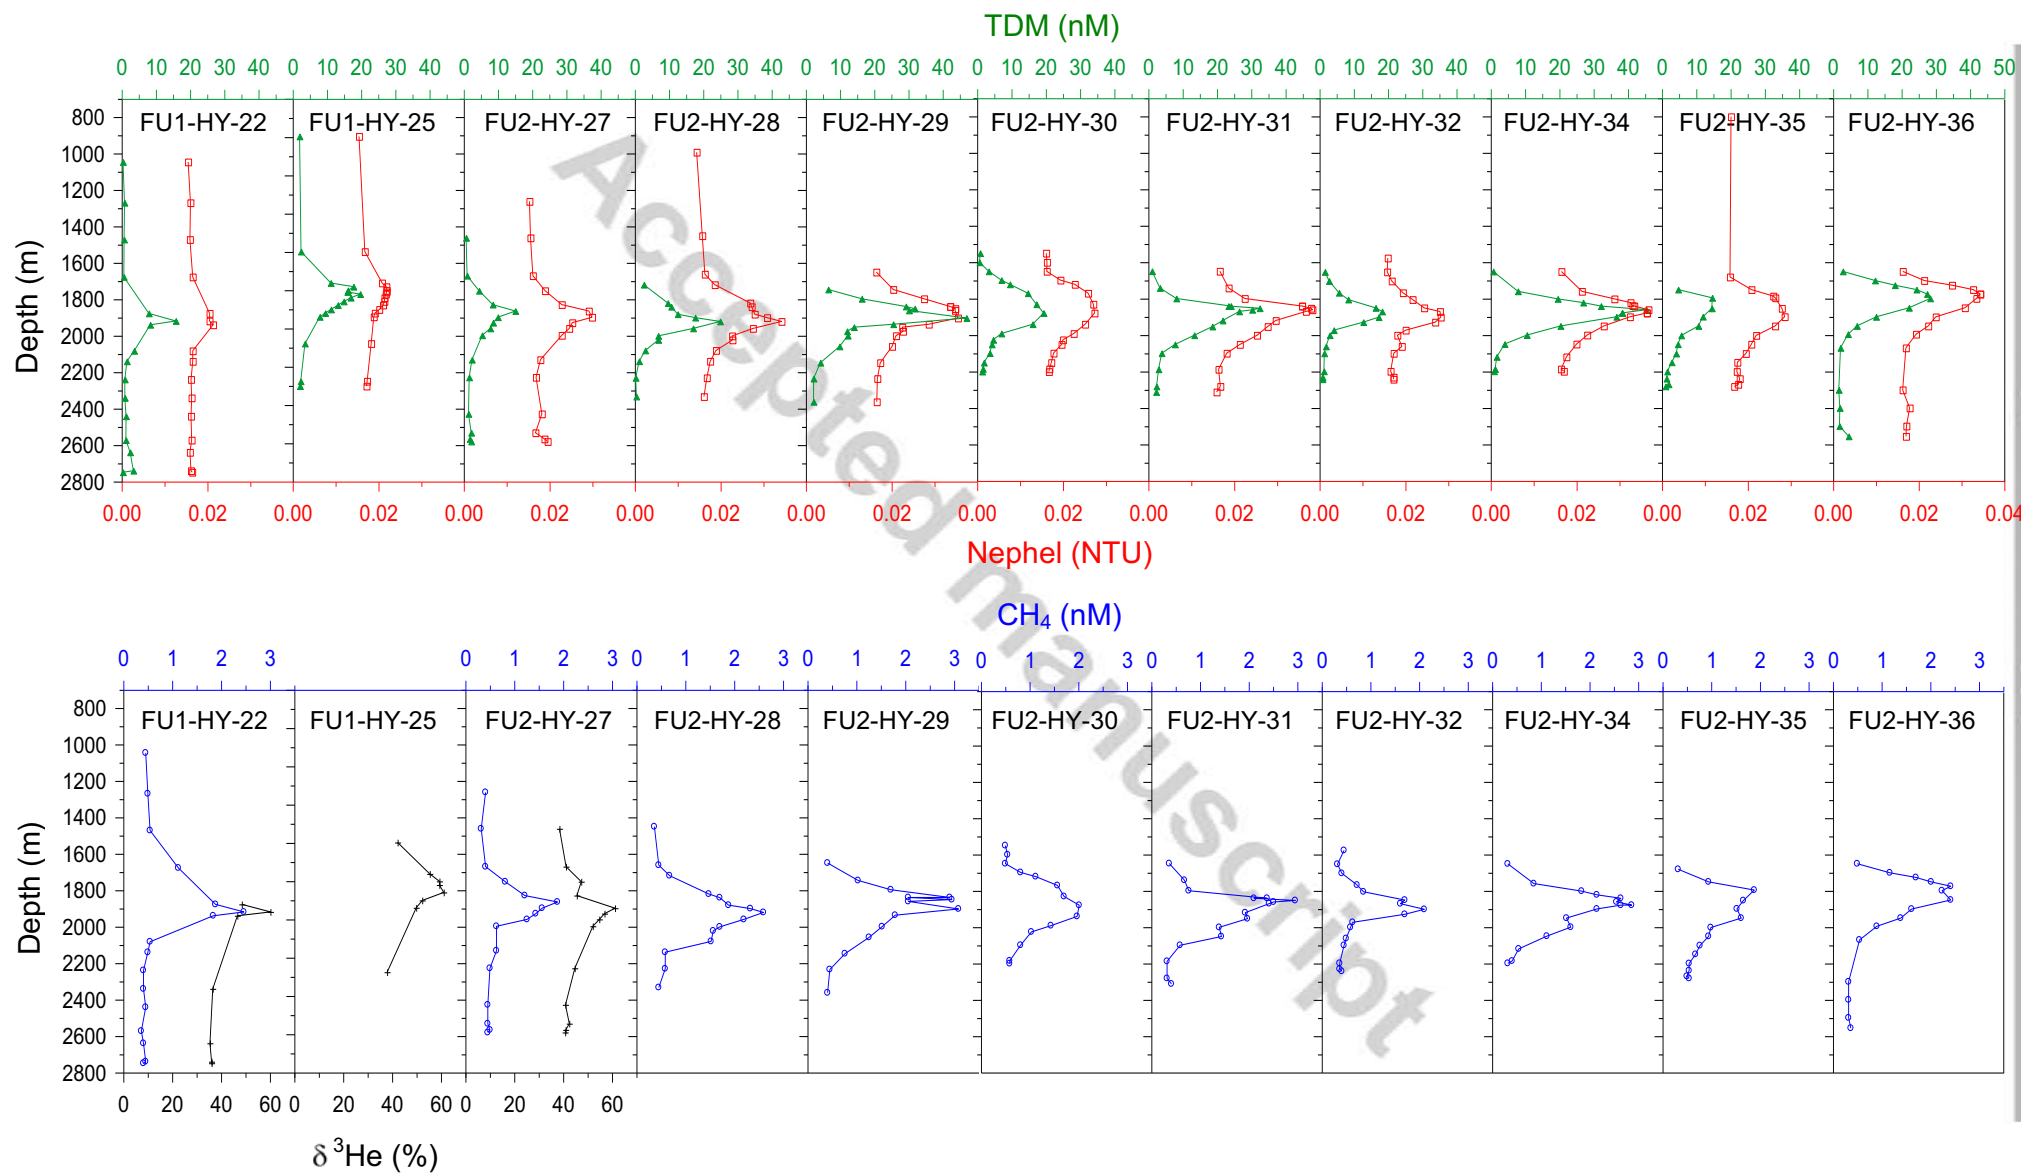 TDM (nM)
0 10 20 30 40 0 10 20 30 40 0 10 20 30 40 0 10 20 30 40 0 10 20 30 40 0 10 20 30 40 0 10 20 30 40 0 10 20 30 40 0 10 20 30 40 0 10 20 30 40 0 10 20 30 40 50
FU1-HY-22 FU1-HY-25 FU2-HY-27 FU2-HY-28 FU2-HY-29 FU2-HY-30 FU2-HY-31 FU2-HY-32 FU2-HY-34 FU2-HY-35 FU2-HY-36
800
1000
1200
1400
1600
1800
2000
2200
2400
2600
2800
Depth (m)
0.00 0.02 0.00 0.02 0.00 0.02 0.00 0.02 0.00 0.02 0.00 0.02 0.00 0.02 0.00 0.02 0.00 0.02 0.00 0.02 0.00 0.02 0.04
Nephel (NTU)
CH4 (nM)
0 1 2 3 0 1 2 3 0 1 2 3 0 1 2 3 0 1 2 3 0 1 2 3 0 1 2 3 0 1 2 3 0 1 2 3 0 1 2 3
FU1-HY-22 FU1-HY-25 FU2-HY-27 FU2-HY-28 FU2-HY-29 FU2-HY-30 FU2-HY-31 FU2-HY-32 FU2-HY-34 FU2-HY-35 FU2-HY-36
800
1000
1200
1400
1600
1800
2000
2200
2400
2600
2800
Depth (m)
0 20 40 60 0 20 40 60 0 20 40 60
δ 3He (%)
Accepted manuscript